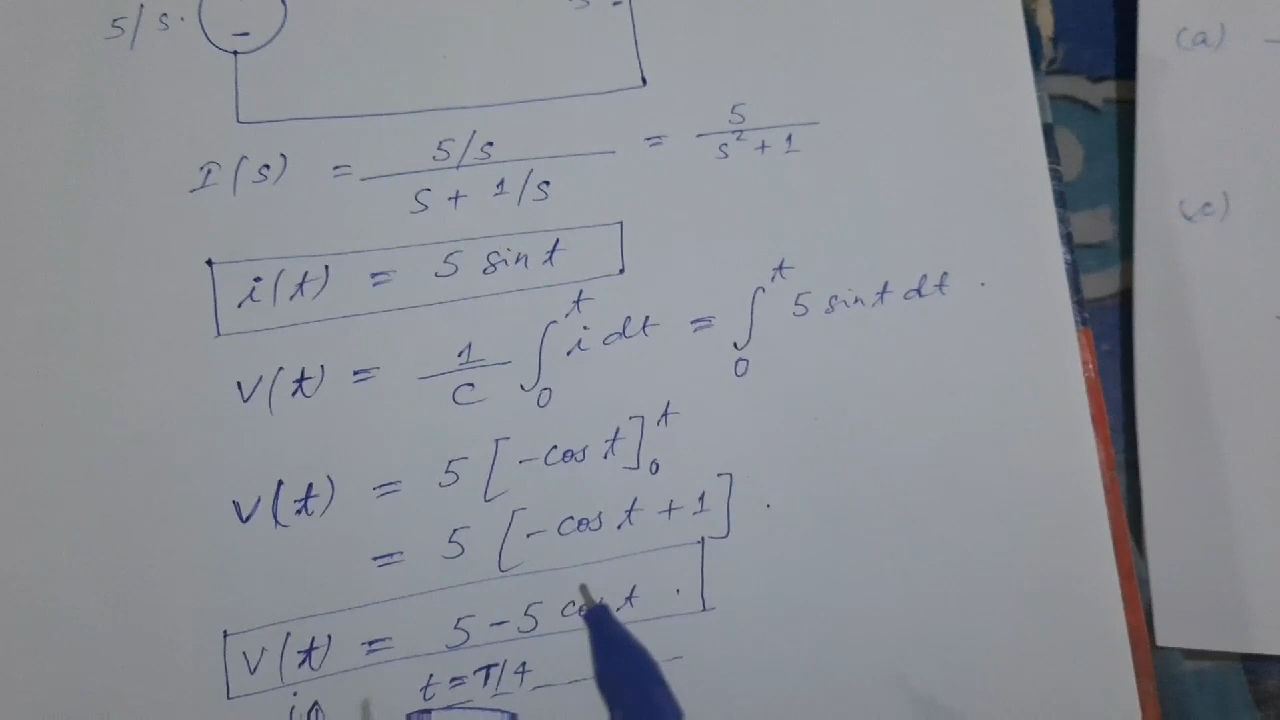 5/s.
-
I(s) = 5/s / s + 1/s = 5 / s² + 1
i(t) = 5 sin t
v(t) = 1/C ∫₀ᵗ i dt = ∫₀ᵗ 5 sin t dt .
v(t) = 5 [-cos t]₀ᵗ
= 5 [-cos t + 1] .
v(t) = 5 - 5 cos t .
t = π/4
(a) -
(c)